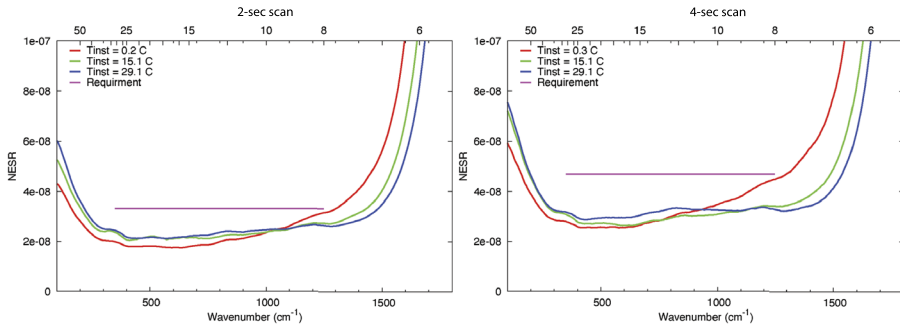 2-sec scan
50 25 15 10 8 6
1e-07
8e-08
6e-08
4e-08
2e-08
0
NESR
Tinst = 0.2 C
Tinst = 15.1 C
Tinst = 29.1 C
Requirment
500 1000 1500
Wavenumber (cm⁻¹)
4-sec scan
50 25 15 10 8 6
1e-07
8e-08
6e-08
4e-08
2e-08
0
NESR
Tinst = 0.3 C
Tinst = 15.1 C
Tinst = 29.1 C
Requirement
500 1000 1500
Wavenumber (cm⁻¹)